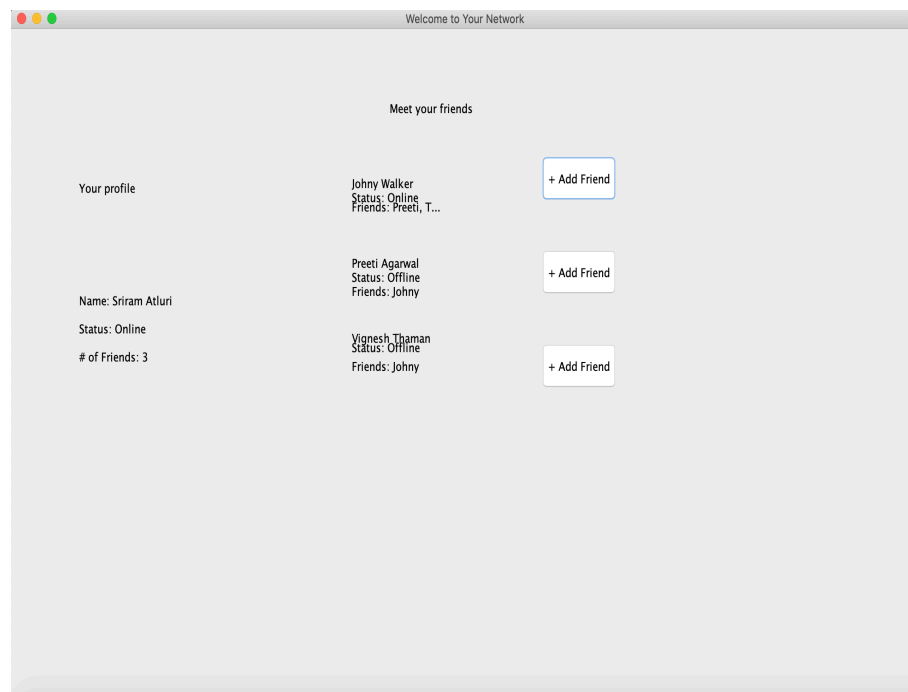 Welcome to Your Network
Meet your friends
Your profile
Name: Sriram Atluri
Status: Online
# of Friends: 3
Johny Walker
Status: Online
Friends: Preeti, T...
+ Add Friend
Preeti Agarwal
Status: Offline
Friends: Johny
+ Add Friend
Vignesh Thaman
Status: Offline
Friends: Johny
+ Add Friend